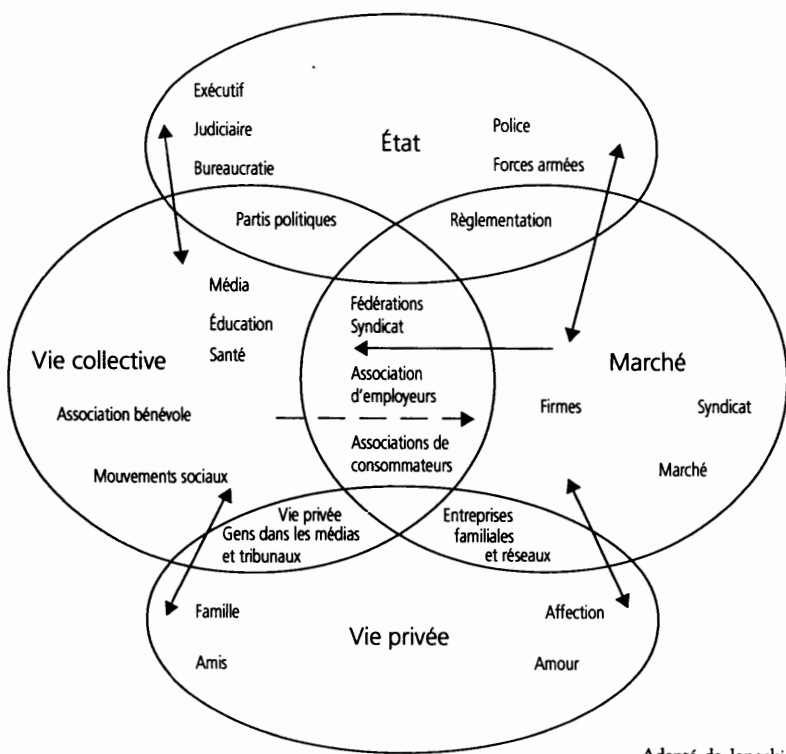 Exécutif
Judiciaire
État
Police
Bureaucratie
Forces armées
Partis politiques
Règlementation
Média
Éducation
Santé
Fédérations
Syndicat
Vie collective
Marché
Association
d'employeurs
Association bénévole
Firmes
Syndicat
Associations de
consommateurs
Marché
Mouvements sociaux
Vie privée
Gens dans les médias
et tribunaux
Entreprises
familiales
et réseaux
Famille
Affection
Vie privée
Amis
Amour
Adapté de